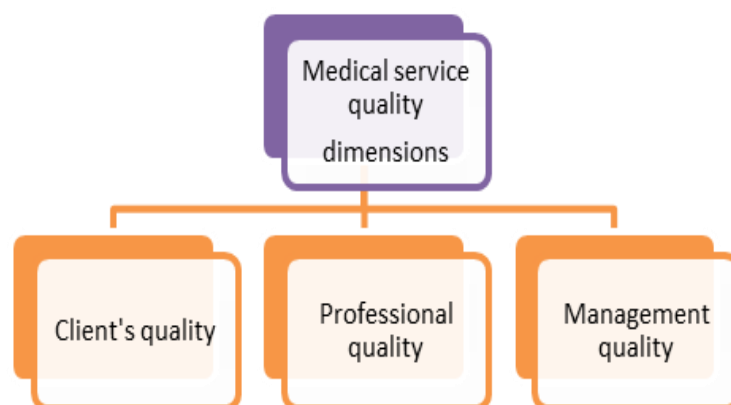 Medical service
quality
dimensions
Client's quality
Professional
quality
Management
quality